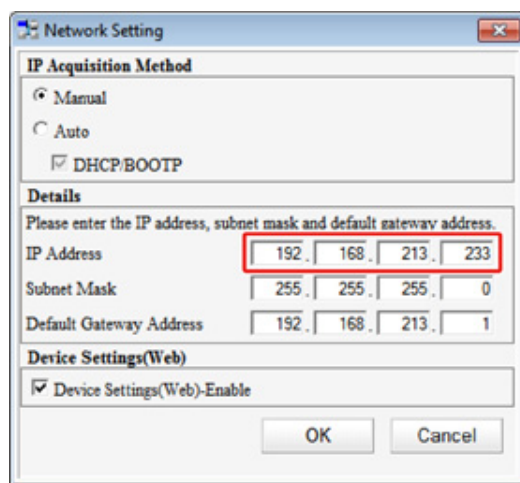 Network Setting
IP Acquisition Method
Manual
Auto
DHCP/BOOTP
Details
Please enter the IP address, subnet mask and default gateway address.
IP Address 192. 168. 213. 233
Subnet Mask 255. 255. 255. 0
Default Gateway Address 192. 168. 213. 1
Device Settings(Web)
Device Settings(Web)-Enable
OK Cancel